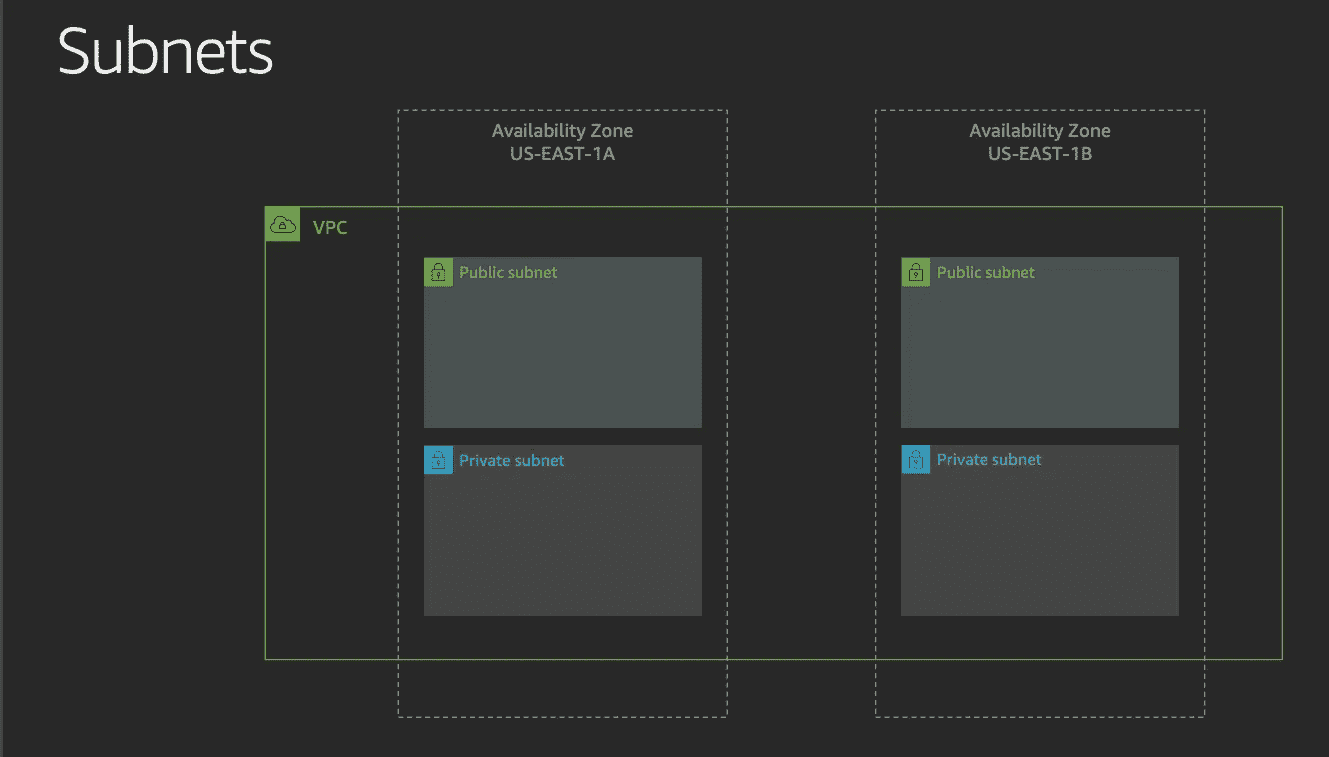 Subnets
Availability Zone
US-EAST-1A
Availability Zone
US-EAST-1B
VPC
Public subnet
Public subnet
Private subnet
Private subnet